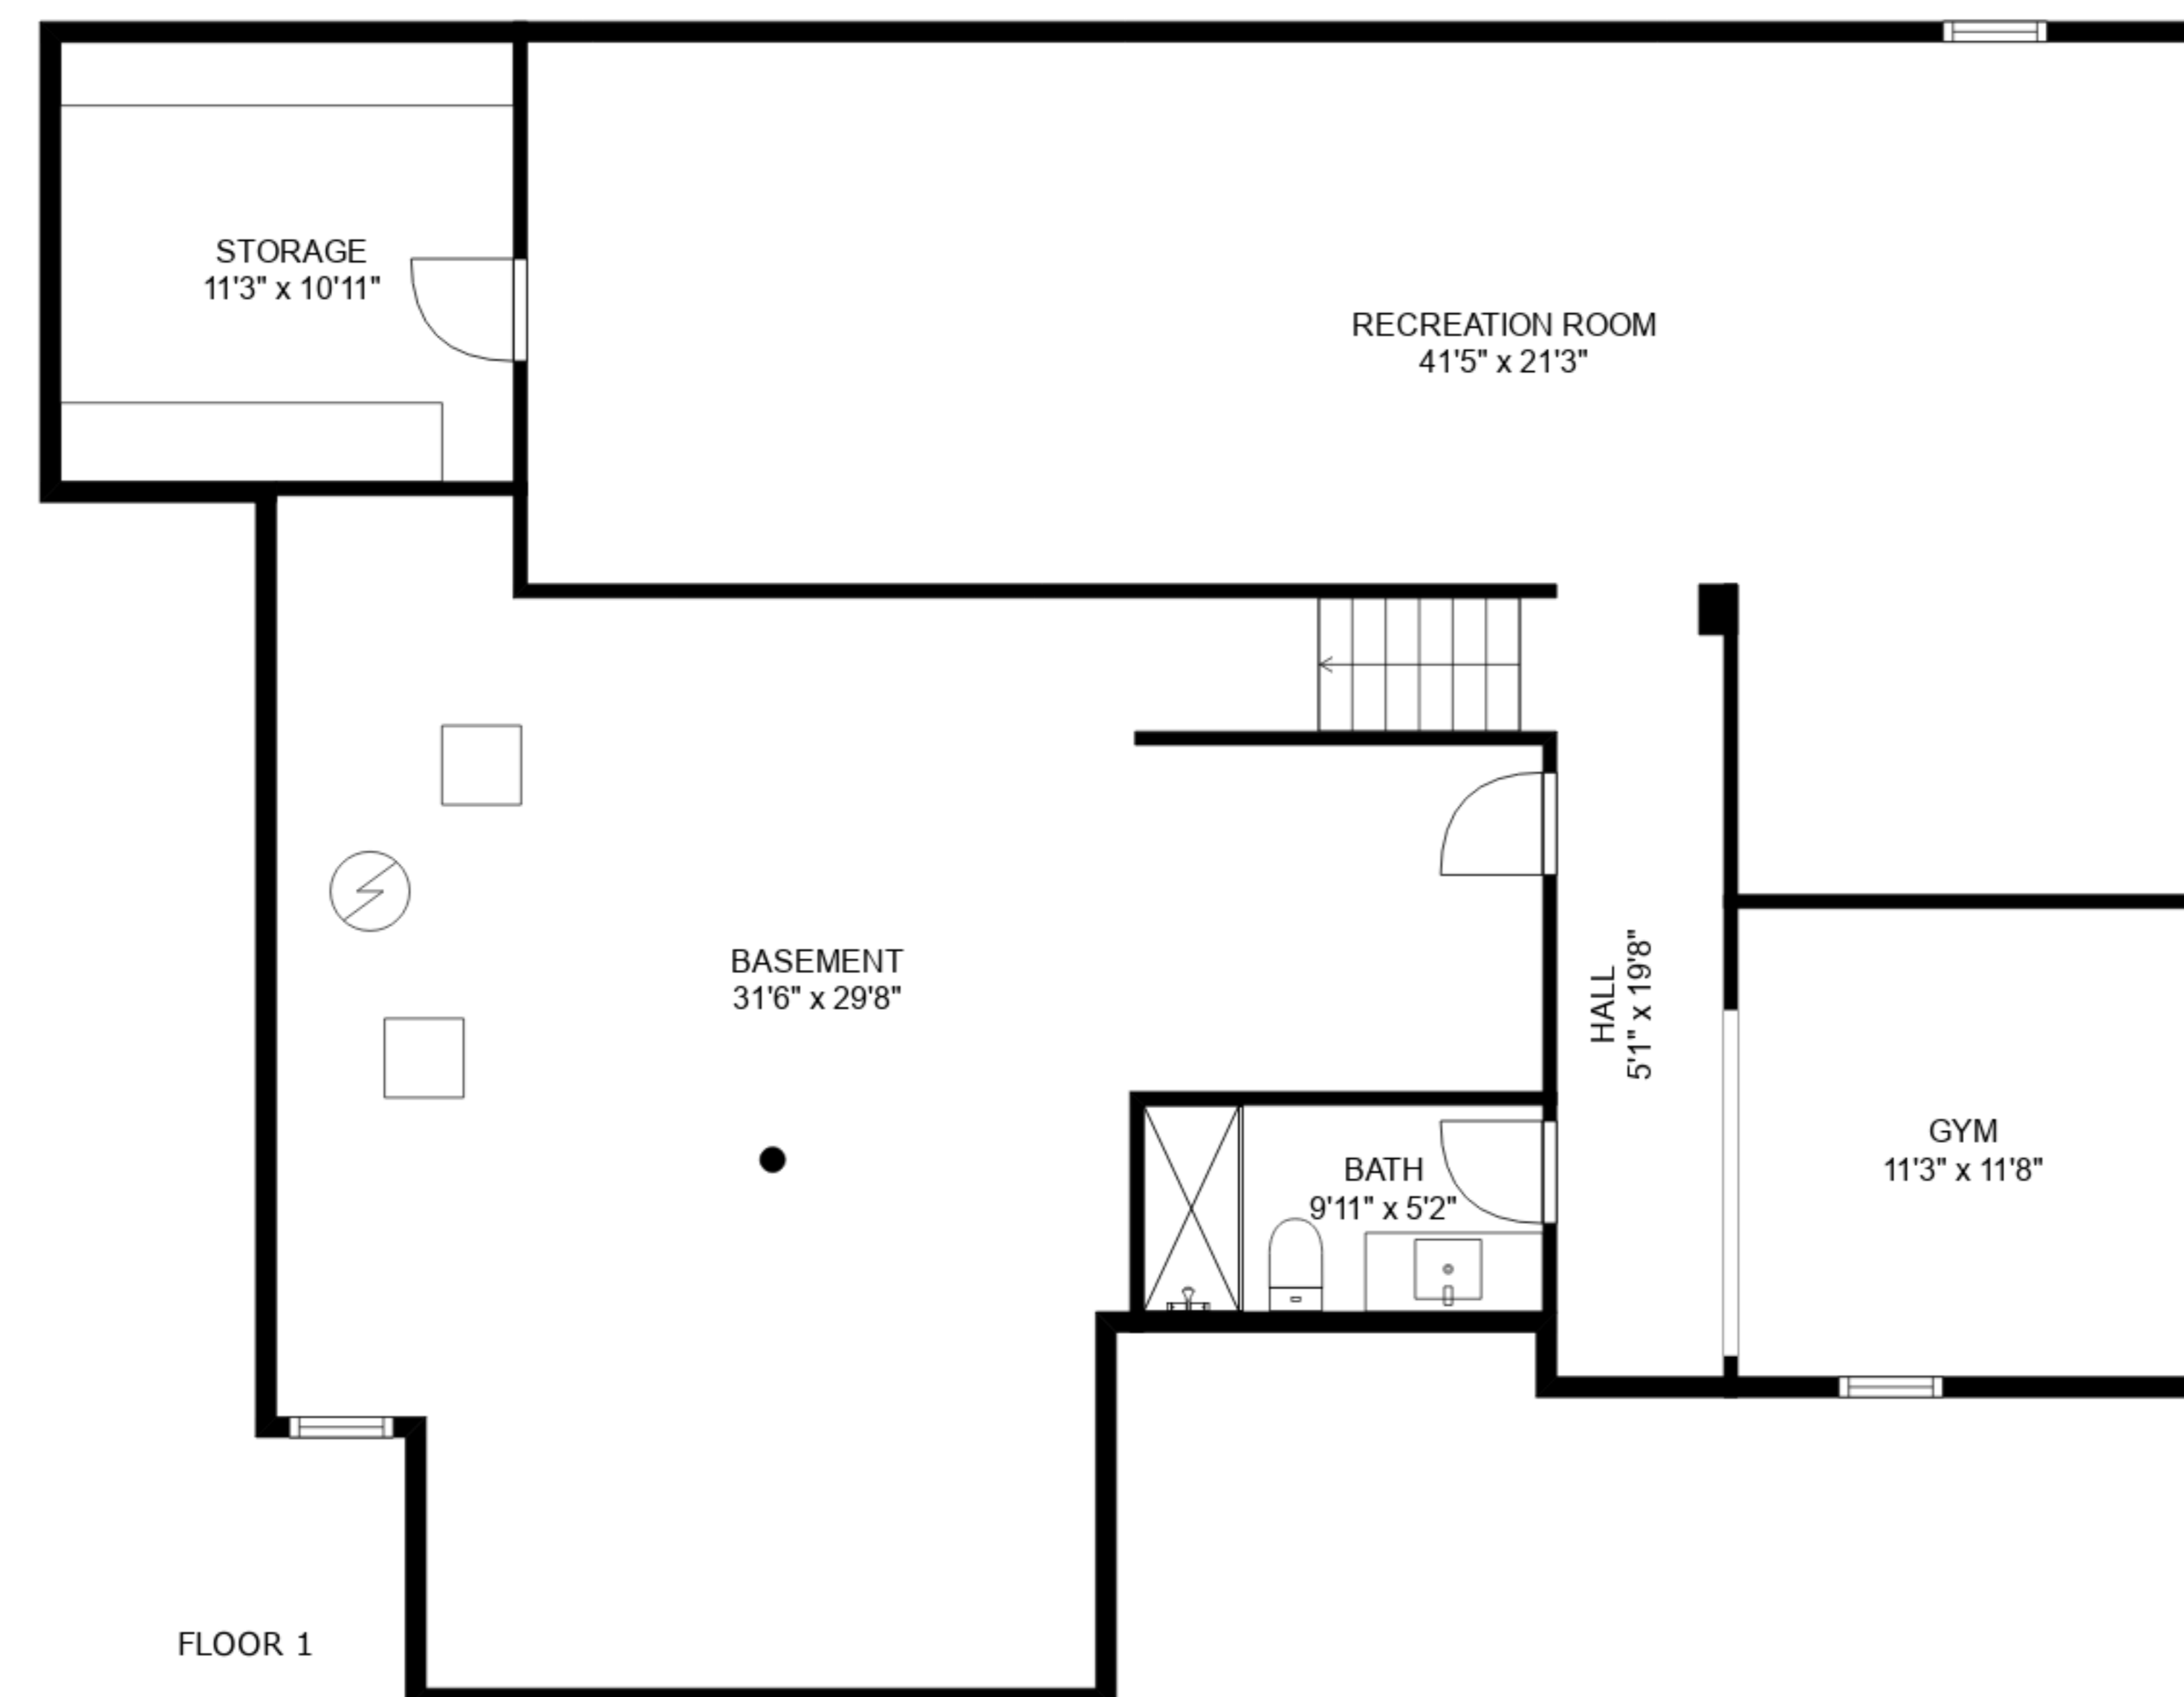 STORAGE
11'3" x 10'11"
RECREATION ROOM
41'5" x 21'3"
BASEMENT
31'6" x 29'8"
HALL
5'1" x 19'8"
GYM
11'3" x 11'8"
BATH
9'11" x 5'2"
FLOOR 1